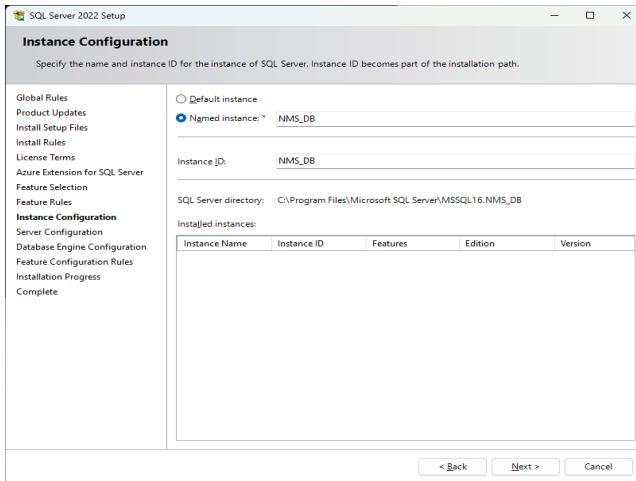 SQL Server 2022 Setup
Instance Configuration
Specify the name and instance ID for the instance of SQL Server. Instance ID becomes part of the installation path.
Global Rules
Product Updates
Install Setup Files
Install Rules
License Terms
Azure Extension for SQL Server
Feature Selection
Feature Rules
Instance Configuration
Server Configuration
Database Engine Configuration
Feature Configuration Rules
Installation Progress
Complete
Default instance
Named instance: * NMS_DB
Instance ID: NMS_DB
SQL Server directory: C:\Program Files\Microsoft SQL Server\MSSQL16.NMS_DB
Installed instances:
Instance Name Instance ID Features Edition Version
< Back Next > Cancel